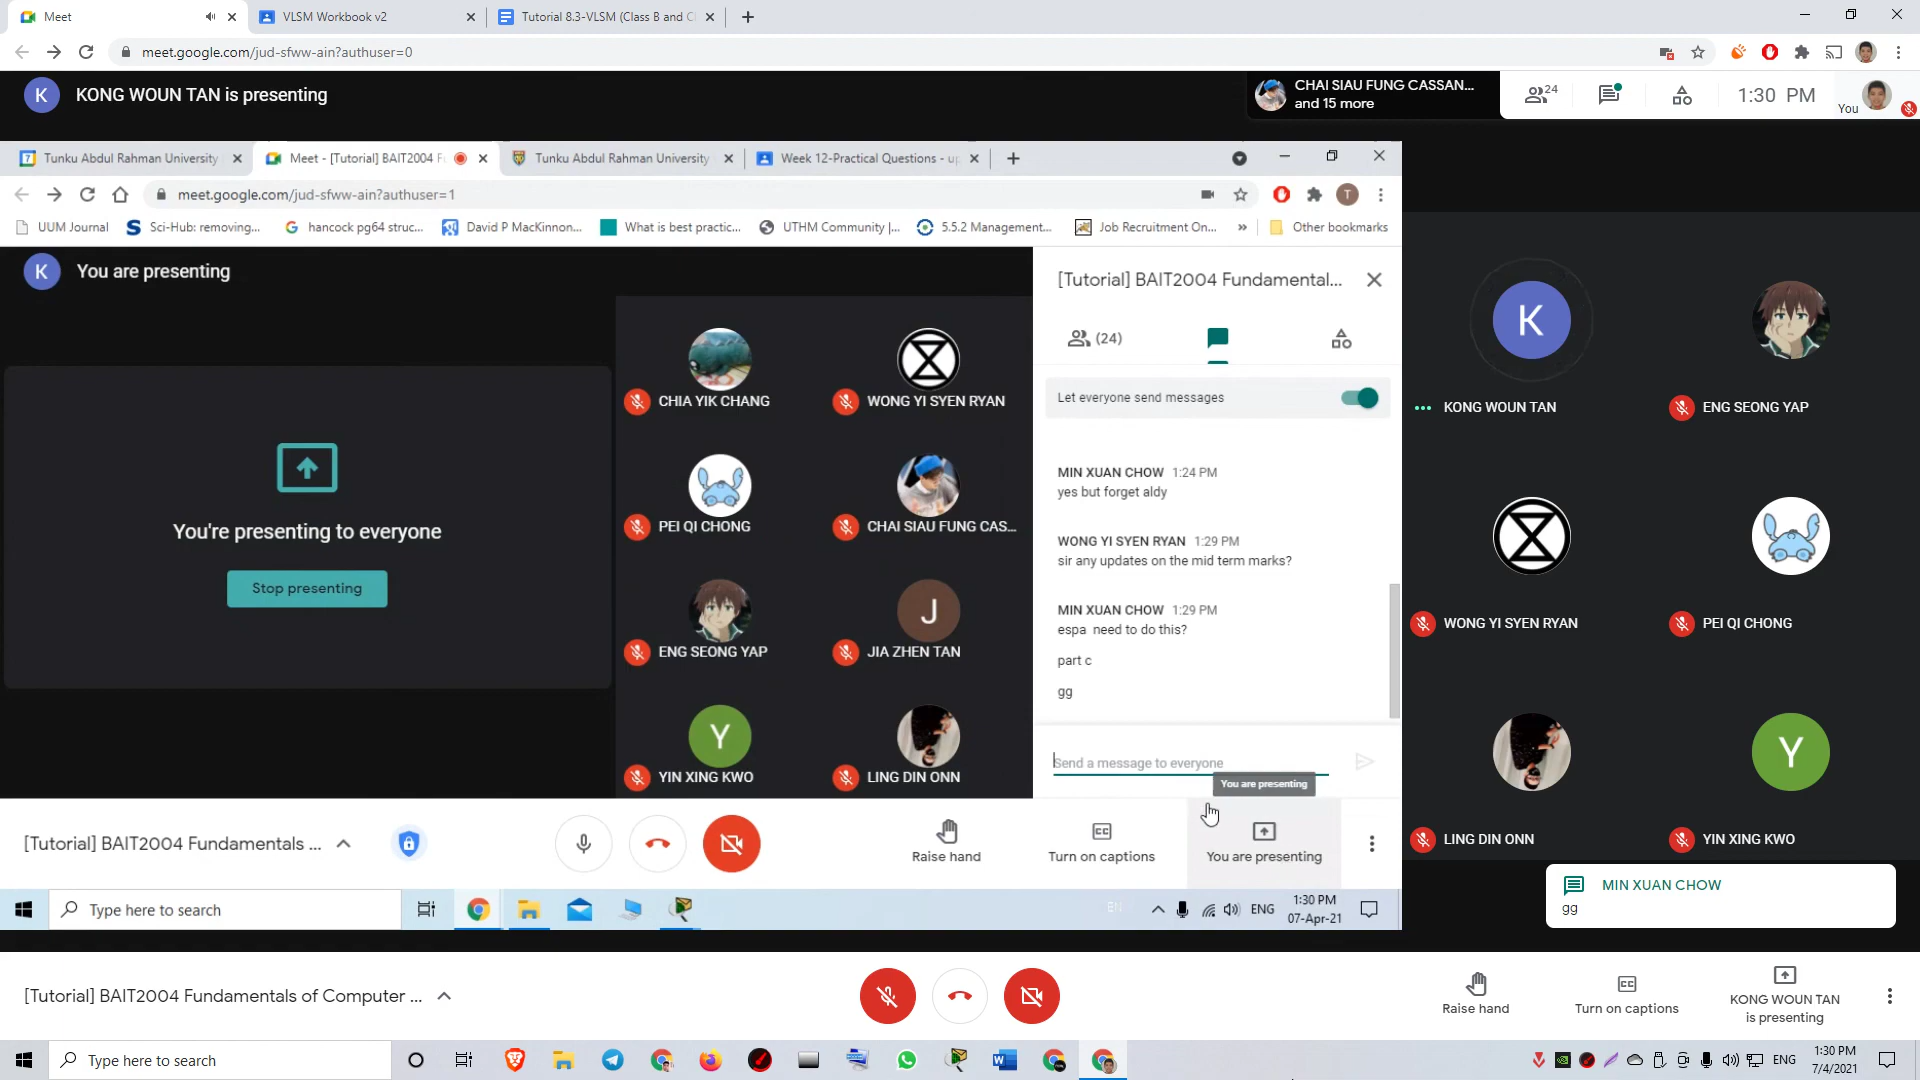 Meet
VLSM Workbook v2
Tutorial 8.3-VLSM (Class B and C
meet.google.com/jud-sfww-ain?authuser=0
K
KONG WOUN TAN is presenting
CHAI SIAU FUNG CASSAN...
and 15 more
24
1:30 PM
You
Tunku Abdul Rahman University
Meet - [Tutorial] BAIT2004 F
Tunku Abdul Rahman University
Week 12-Practical Questions - u
meet.google.com/jud-sfww-ain?authuser=1
T
UUM Journal
Sci-Hub: removing...
hancock pg64 struc...
David P MacKinnon...
What is best practic...
UTHM Community |...
5.5.2 Management...
Job Recruitment On...
»
Other bookmarks
K
You are presenting
[Tutorial] BAIT2004 Fundamental...
(24)
Let everyone send messages
MIN XUAN CHOW 1:24 PM
yes but forget aldy
WONG YI SYEN RYAN 1:29 PM
sir any updates on the mid term marks?
MIN XUAN CHOW 1:29 PM
espa need to do this?
part c
gg
Send a message to everyone
You are presenting
You're presenting to everyone
Stop presenting
CHIA YIK CHANG
WONG YI SYEN RYAN
PEI QI CHONG
CHAI SIAU FUNG CAS...
J
ENG SEONG YAP
JIA ZHEN TAN
Y
YIN XING KWO
LING DIN ONN
[Tutorial] BAIT2004 Fundamentals ...
Raise hand
Turn on captions
You are presenting
Type here to search
EN
ENG
1:30 PM
07-Apr-21
K
KONG WOUN TAN
ENG SEONG YAP
WONG YI SYEN RYAN
PEI QI CHONG
Y
LING DIN ONN
YIN XING KWO
MIN XUAN CHOW
gg
[Tutorial] BAIT2004 Fundamentals of Computer ...
Raise hand
Turn on captions
KONG WOUN TAN
is presenting
Type here to search
ENG
1:30 PM
7/4/2021